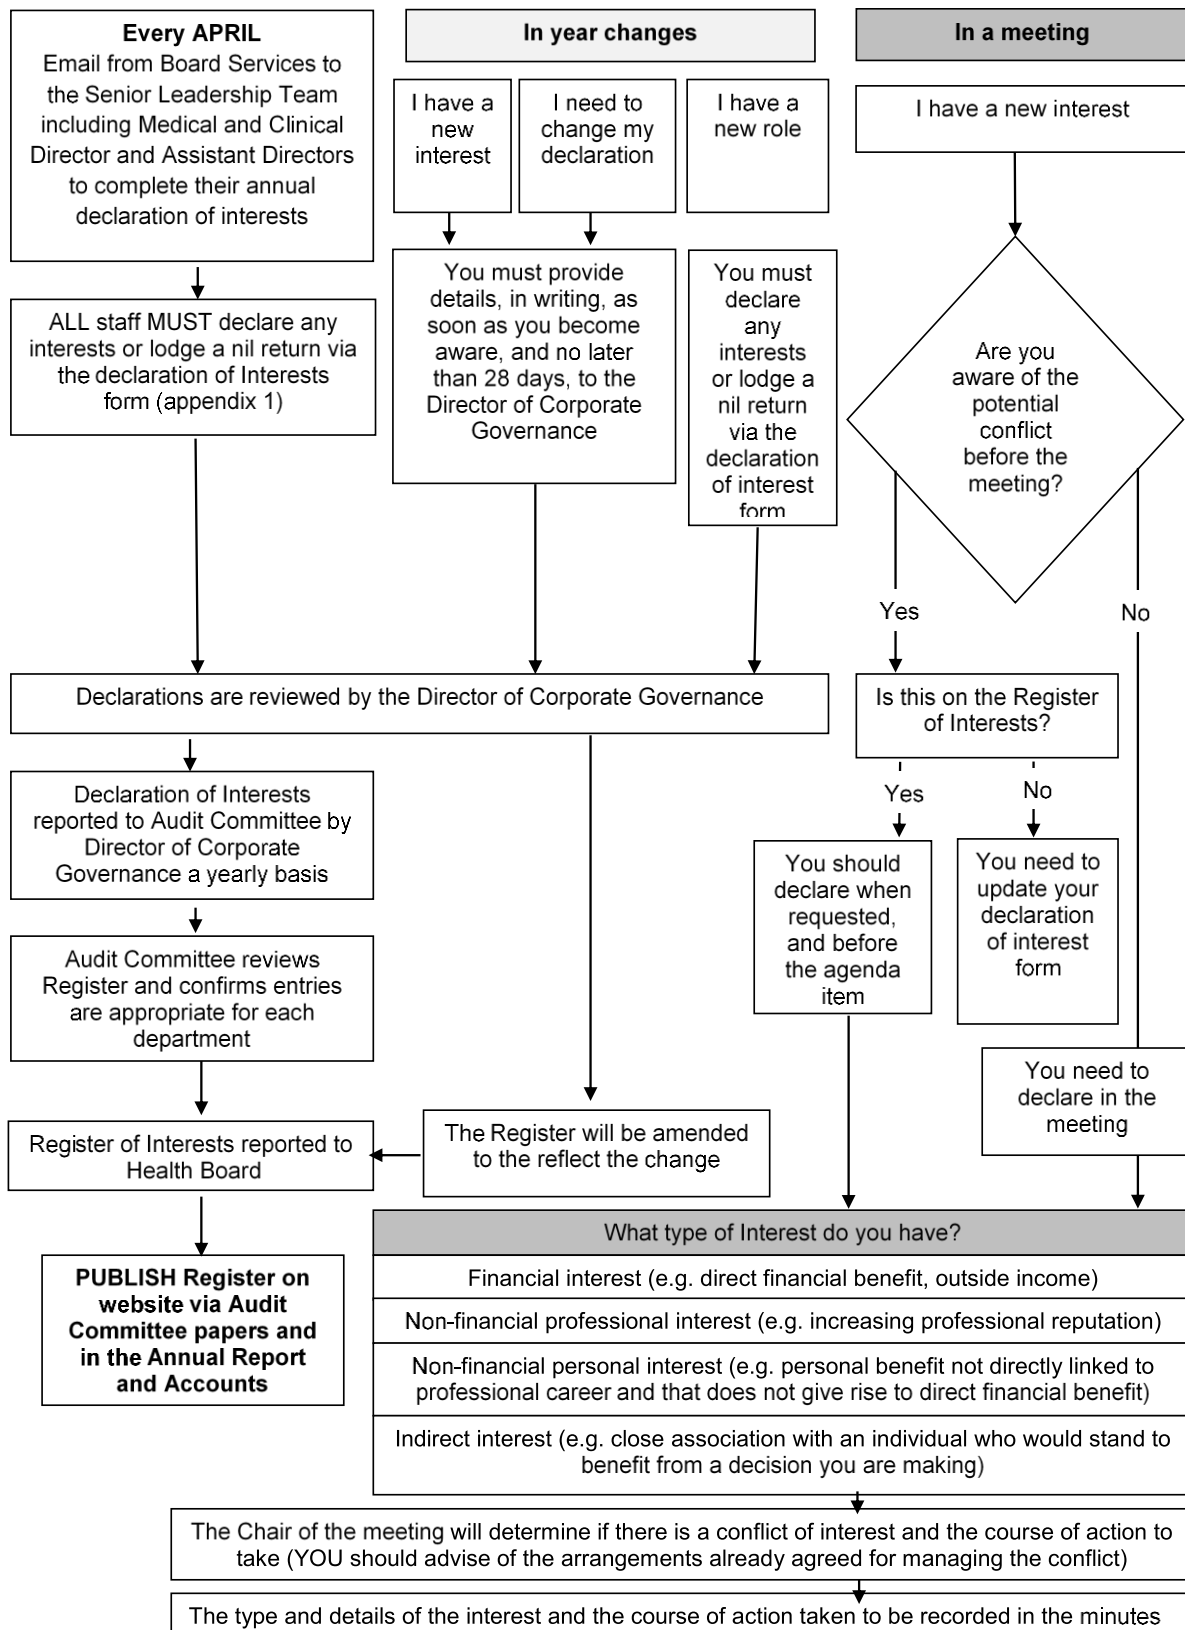 Every APRIL
Email from Board Services to
the Senior Leadership Team
including Medical and Clinical
Director and Assistant Directors
to complete their annual
declaration of interests
ALL staff MUST declare any
interests or lodge a nil return via
the declaration of Interests
form (appendix 1)
In year changes
I have a
new
interest
I need to
change my
declaration
I have a
new role
You must provide
details, in writing, as
soon as you become
aware, and no later
than 28 days, to the
Director of Corporate
Governance
You must
declare
any
interests
or lodge a
nil return
via the
declaration
of interest
form
In a meeting
I have a new interest
Are you
aware of the
potential
conflict
before the
meeting?
Yes
No
Declarations are reviewed by the Director of Corporate Governance
Is this on the Register
of Interests?
Yes
No
Declaration of Interests
reported to Audit Committee by
Director of Corporate
Governance a yearly basis
You should
declare when
requested,
and before
the agenda
item
You need to
update your
declaration
of interest
form
Audit Committee reviews
Register and confirms entries
are appropriate for each
department
You need to
declare in the
meeting
Register of Interests reported to
Health Board
The Register will be amended
to the reflect the change
PUBLISH Register on
website via Audit
Committee papers and
in the Annual Report
and Accounts
What type of Interest do you have?
Financial interest (e.g. direct financial benefit, outside income)
Non-financial professional interest (e.g. increasing professional reputation)
Non-financial personal interest (e.g. personal benefit not directly linked to
professional career and that does not give rise to direct financial benefit)
Indirect interest (e.g. close association with an individual who would stand to
benefit from a decision you are making)
The Chair of the meeting will determine if there is a conflict of interest and the course of action to
take (YOU should advise of the arrangements already agreed for managing the conflict)
The type and details of the interest and the course of action taken to be recorded in the minutes